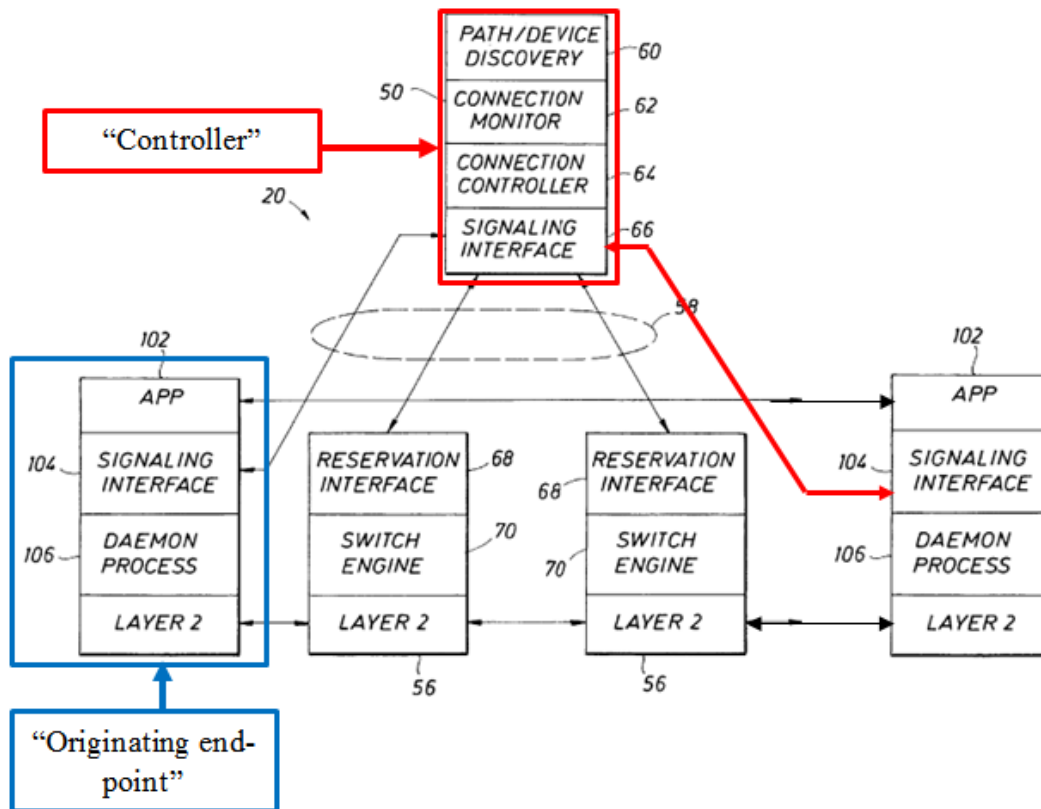 PATH/DEVICE
DISCOVERY
60
50
CONNECTION
MONITOR
62
“Controller”
CONNECTION
CONTROLLER
64
20
SIGNALING
INTERFACE
66
58
102
APP
104
SIGNALING
INTERFACE
106
DAEMON
PROCESS
LAYER 2
RESERVATION
INTERFACE
68
SWITCH
ENGINE
70
LAYER 2
56
68
RESERVATION
INTERFACE
70
SWITCH
ENGINE
LAYER 2
56
102
APP
104
SIGNALING
INTERFACE
106
DAEMON
PROCESS
LAYER 2
“Originating end-
point”